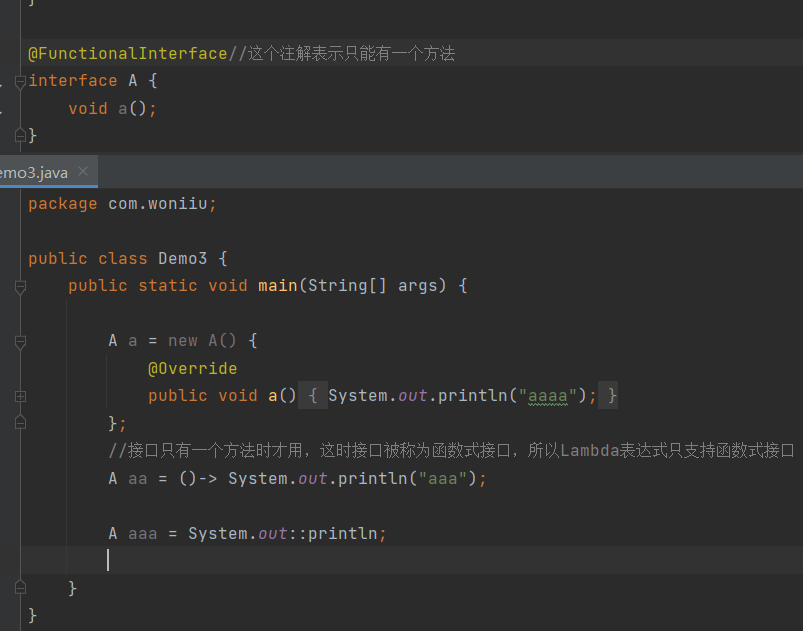 }
@FunctionalInterface//这个注解表示只能有一个方法
interface A {
void a();
}
emo3.java
package com.woniiu;
public class Demo3 {
public static void main(String[] args) {
A a = new A() {
@Override
public void a() { System.out.println("aaaa"); }
};
//接口只有一个方法时才用，这时接口被称为函数式接口，所以Lambda表达式只支持函数式接口
A aa = ()-> System.out.println("aaa");
A aaa = System.out::println;
}
}